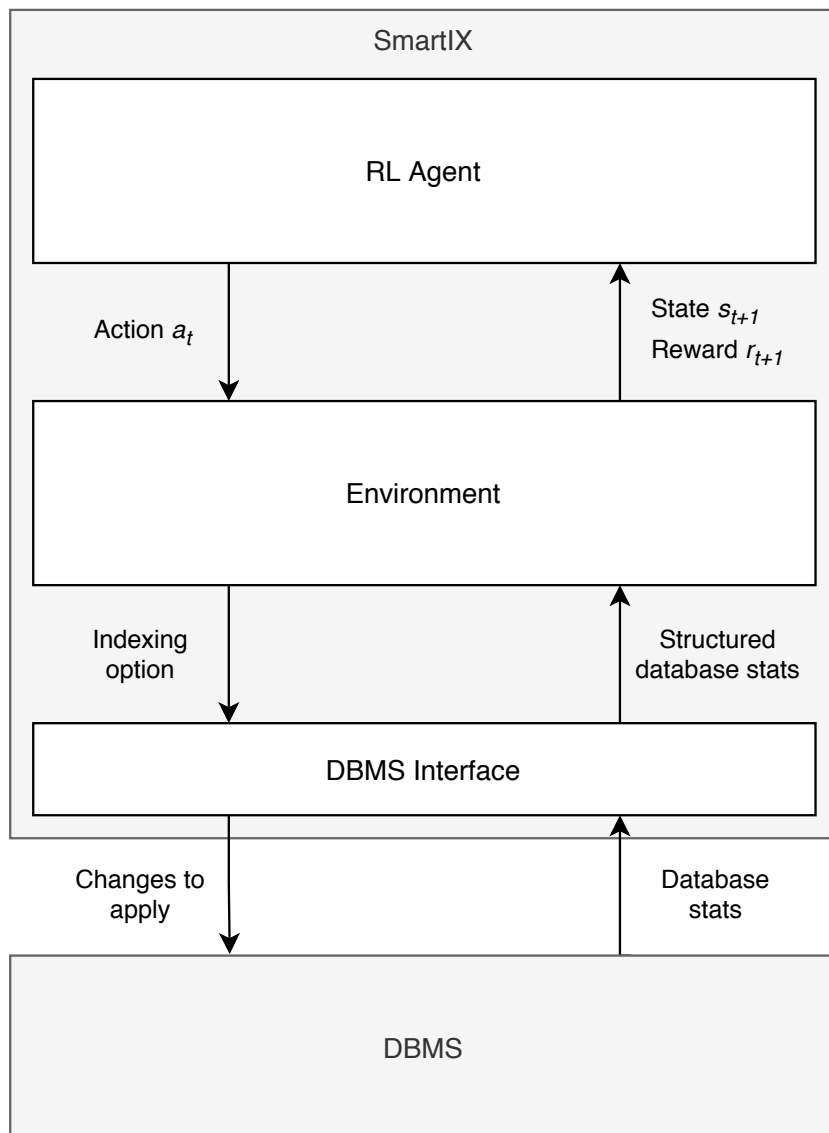 SmartIX
RL Agent
Action a_t
State s_{t+1}
Reward r_{t+1}
Environment
Indexing
option
Structured
database stats
DBMS Interface
Changes to
apply
Database
stats
DBMS